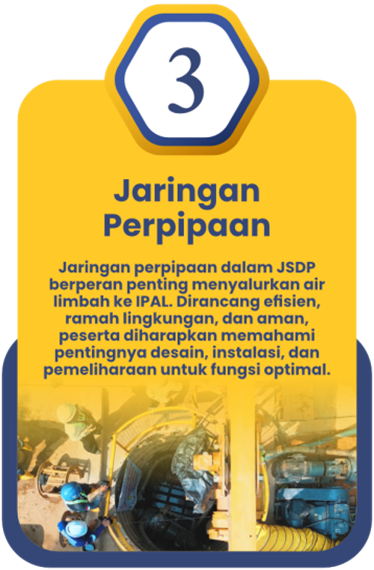 3
Jaringan
Perpipaan
Jaringan perpipaan dalam JSDP
berperan penting menyalurkan air
limbah ke IPAL. Dirancang efisien,
ramah lingkungan, dan aman,
peserta diharapkan memahami
pentingnya desain, instalasi, dan
pemeliharaan untuk fungsi optimal.